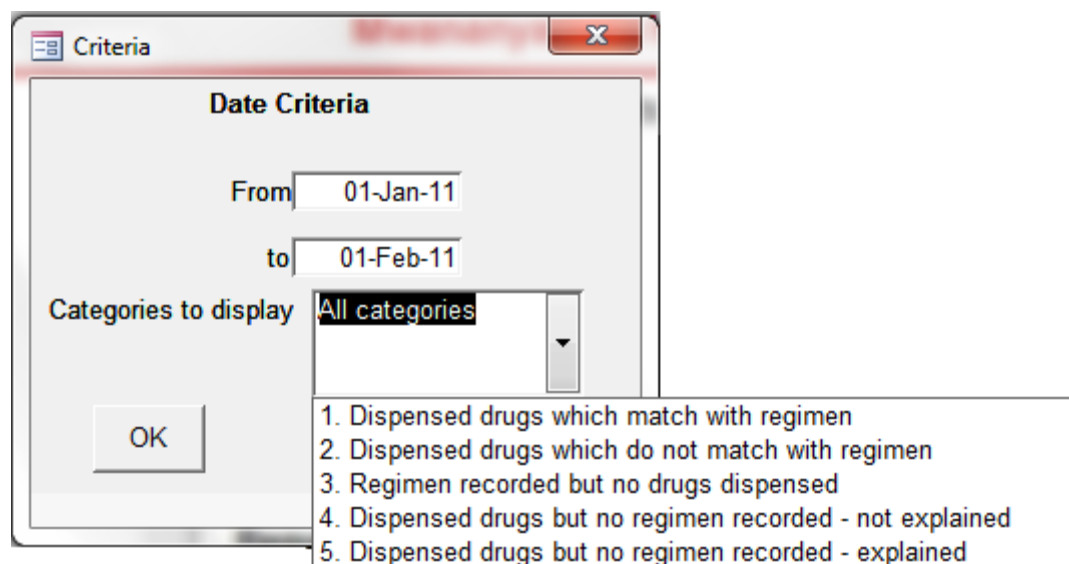 Criteria
Date Criteria
From 01-Jan-11
to 01-Feb-11
Categories to display All categories
OK
1. Dispensed drugs which match with regimen
2. Dispensed drugs which do not match with regimen
3. Regimen recorded but no drugs dispensed
4. Dispensed drugs but no regimen recorded - not explained
5. Dispensed drugs but no regimen recorded - explained